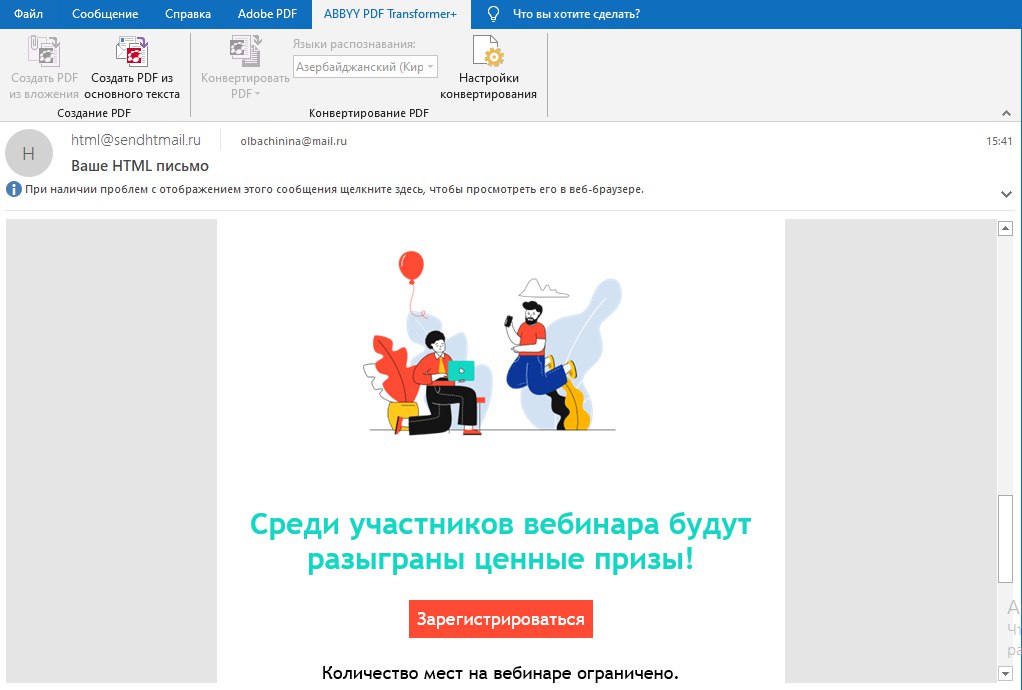 Файл Сообщение Справка Adobe PDF ABBYY PDF Transformer+ Что вы хотите сделать?
Создать PDF из вложения
Создать PDF из основного текста
Создание PDF
Конвертировать PDF
Языки распознавания:
Азербайджанский (Кир
Настройки конвертирования
Конвертирование PDF
H
html@sendhtmail.ru olbachinina@mail.ru 15:41
Ваше HTML письмо
При наличии проблем с отображением этого сообщения щелкните здесь, чтобы просмотреть его в веб-браузере.
Среди участников вебинара будут
разыграны ценные призы!
Зарегистрироваться
Количество мест на вебинаре ограничено.